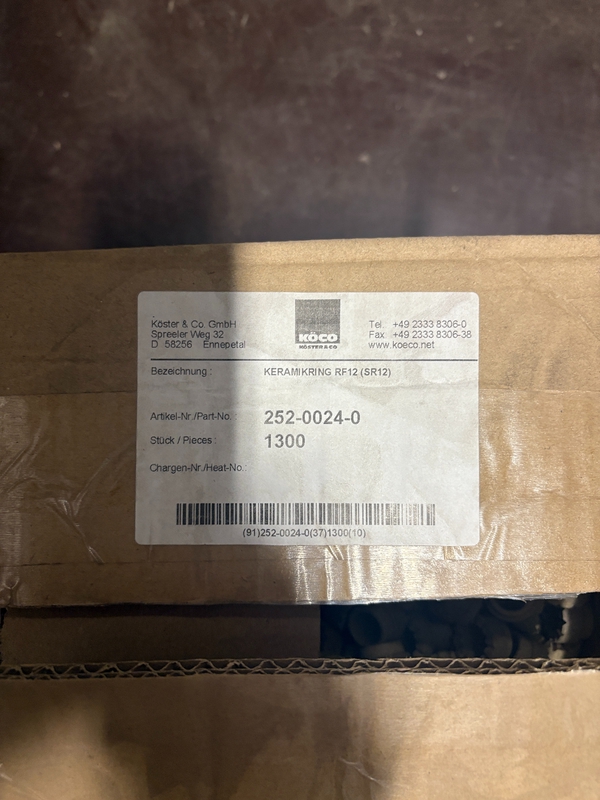 Köster & Co. GmbH
Spreeler Weg 32
D 58256 Ennepetal
KÖCO
KÖSTER & CO
Tel. +49 2333 8306-0
Fax +49 2333 8306-38
www.koeco.net
Bezeichnung : KERAMIKRING RF12 (SR12)
Artikel-Nr./Part-No.: 252-0024-0
Stück / Pieces : 1300
Chargen-Nr./Heat-No.:
(91)252-0024-0(37)1300(10)